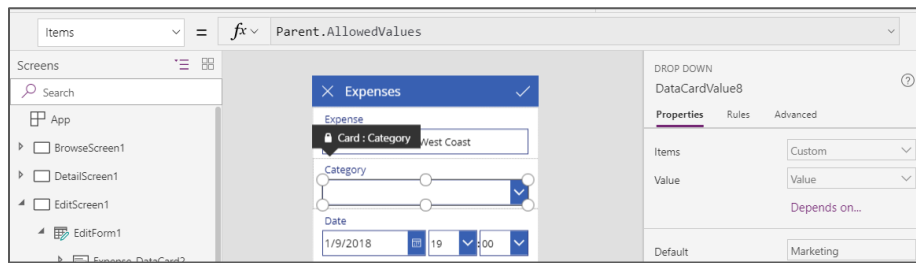 Items = fx Parent.AllowedValues
Screens
Search
App
BrowseScreen1
DetailScreen1
EditScreen1
EditForm1
Expense_DataCard2
Expenses
Expense
Card : Category
West Coast
Category
Date
1/9/2018 19 : 00
DROP DOWN
DataCardValue8
?
Properties Rules Advanced
Items Custom
Value Value
Depends on...
Default Marketing